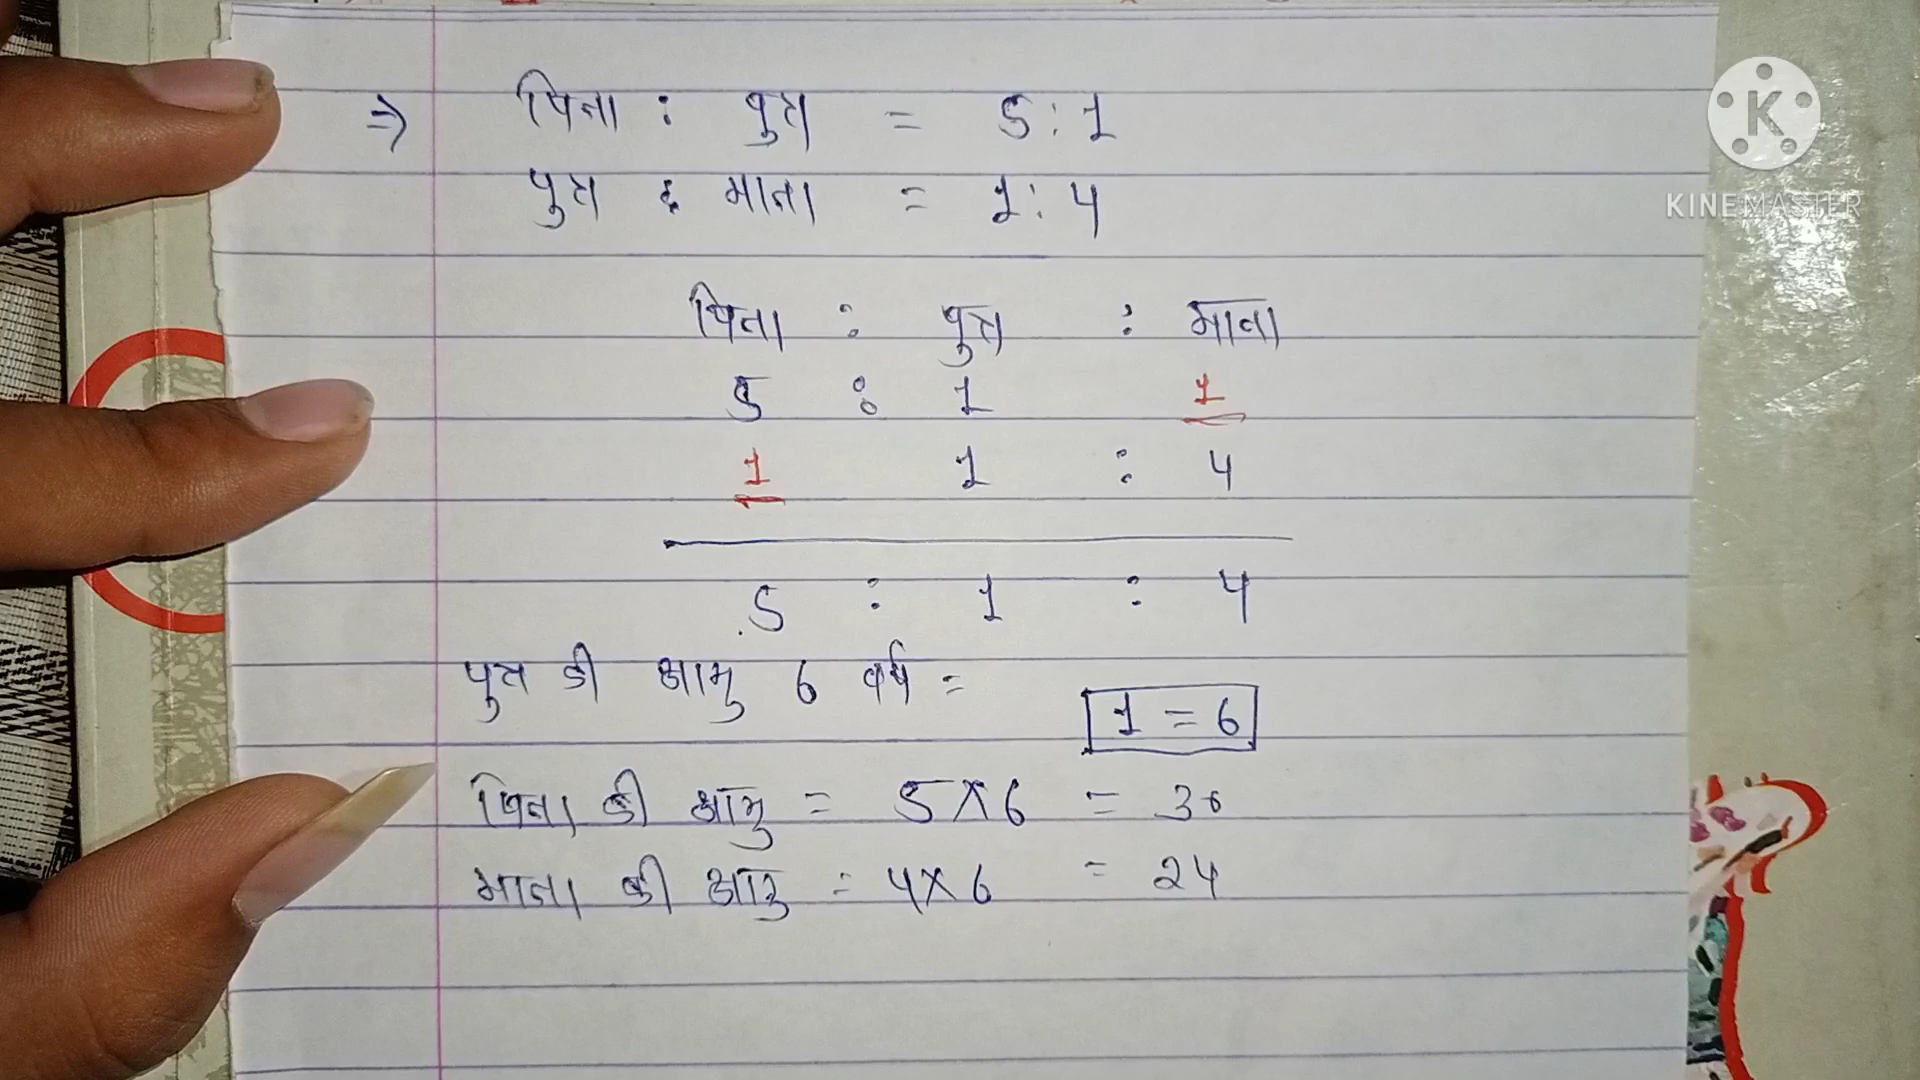 ⇒ पिता : पुत्र = 5:1
पुत्र : माता = 1:4
पिता : पुत्र : माता
5 : 1 1
1 1 : 4
5 : 1 : 4
पुत्र की आयु 6 वर्ष =
1 = 6
पिता की आयु = 5×6 = 30
माता की आयु = 4×6 = 24
K
KINEMASTER